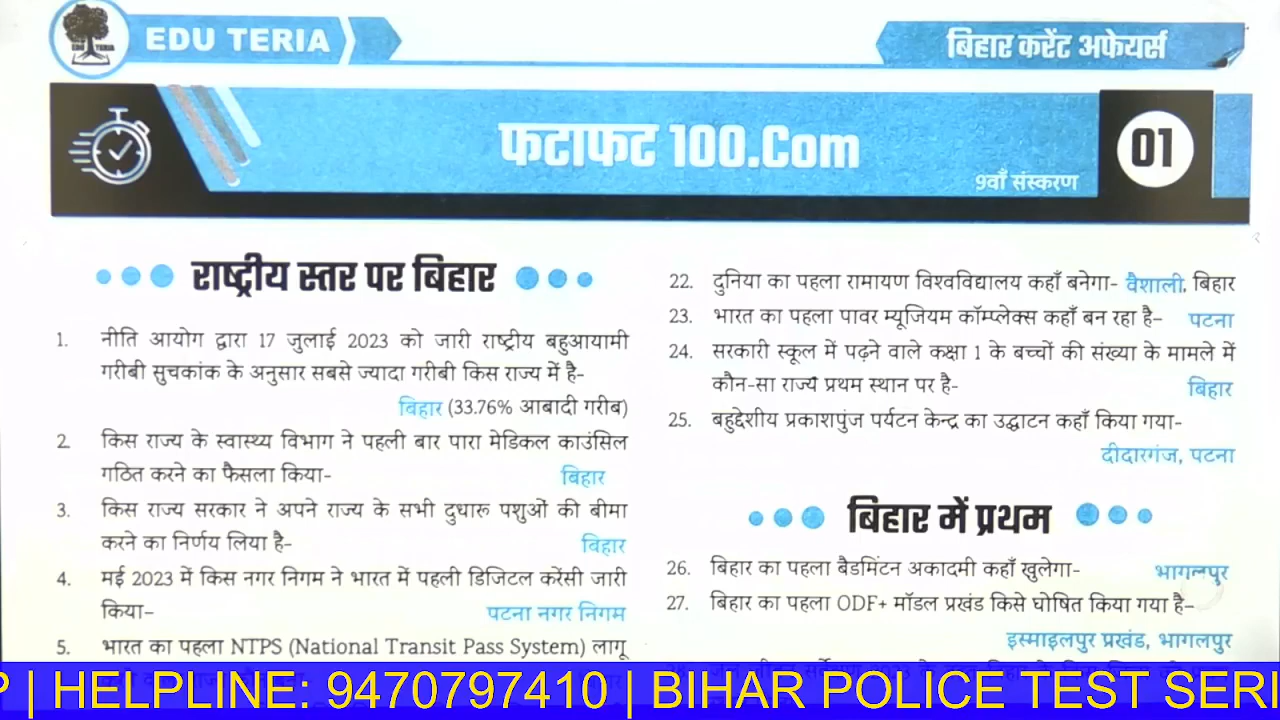 EDU TERIA
बिहार करेंट अफेयर्स
फटाफट 100.Com
9वाँ संस्करण
01
राष्ट्रीय स्तर पर बिहार
1. नीति आयोग द्वारा 17 जुलाई 2023 को जारी राष्ट्रीय बहुआयामी
गरीबी सुचकांक के अनुसार सबसे ज्यादा गरीबी किस राज्य में है-
बिहार (33.76% आबादी गरीब)
2. किस राज्य के स्वास्थ्य विभाग ने पहली बार पारा मेडिकल काउंसिल
गठित करने का फैसला किया- बिहार
3. किस राज्य सरकार ने अपने राज्य के सभी दुधारू पशुओं की बीमा
करने का निर्णय लिया है- बिहार
4. मई 2023 में किस नगर निगम ने भारत में पहली डिजिटल करेंसी जारी
किया- पटना नगर निगम
5. भारत का पहला NTPS (National Transit Pass System) लागू
22. दुनिया का पहला रामायण विश्वविद्यालय कहाँ बनेगा- वैशाली, बिहार
23. भारत का पहला पावर म्यूजियम कॉम्प्लेक्स कहाँ बन रहा है- पटना
24. सरकारी स्कूल में पढ़ने वाले कक्षा 1 के बच्चों की संख्या के मामले में
कौन-सा राज्य प्रथम स्थान पर है- बिहार
25. बहुद्देशीय प्रकाशपुंज पर्यटन केन्द्र का उद्घाटन कहाँ किया गया-
दीदारगंज, पटना
बिहार में प्रथम
26. बिहार का पहला बैडमिंटन अकादमी कहाँ खुलेगा- भागलपुर
27. बिहार का पहला ODF+ मॉडल प्रखंड किसे घोषित किया गया है-
इस्माइलपुर प्रखंड, भागलपुर
P | HELPLINE: 9470797410 | BIHAR POLICE TEST SERI